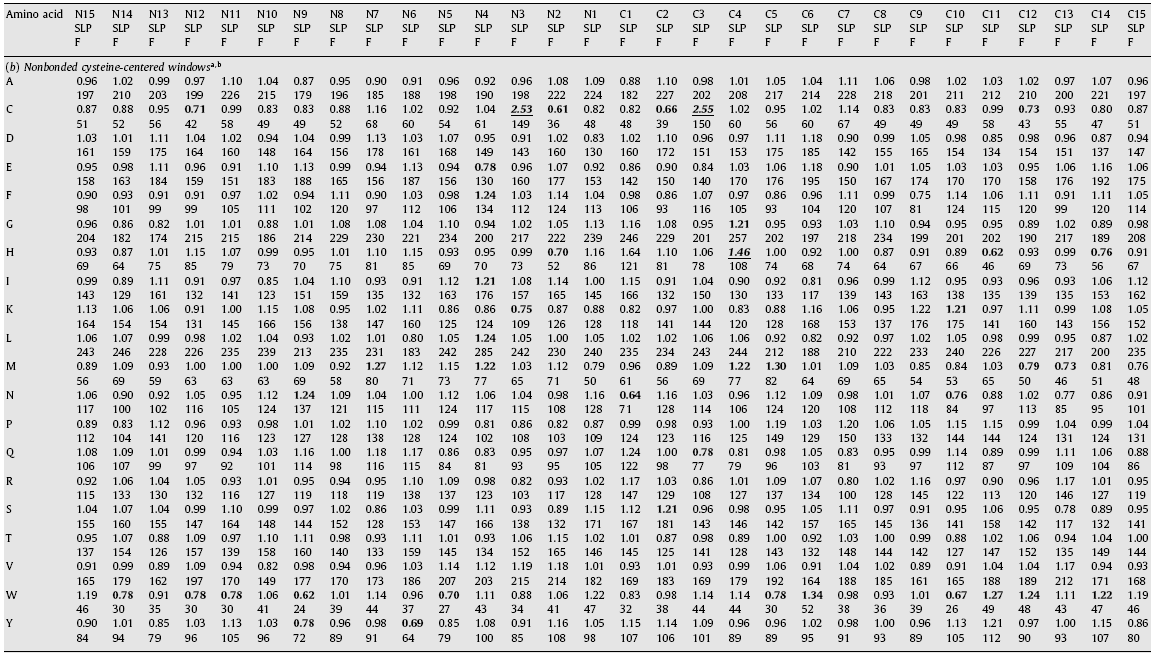 Amino acid N15 N14 N13 N12 N11 N10 N9 N8 N7 N6 N5 N4 N3 N2 N1 C1 C2 C3 C4 C5 C6 C7 C8 C9 C10 C11 C12 C13 C14 C15
SLP SLP SLP SLP SLP SLP SLP SLP SLP SLP SLP SLP SLP SLP SLP SLP SLP SLP SLP SLP SLP SLP SLP SLP SLP SLP SLP SLP SLP SLP
F F F F F F F F F F F F F F F F F F F F F F F F F F F F F F
(b) Nonbonded cysteine-centered windows a,b
A 0.96 1.02 0.99 0.97 1.10 1.04 0.87 0.95 0.90 0.91 0.96 0.92 0.96 1.08 1.09 0.88 1.10 0.98 1.01 1.05 1.04 1.11 1.06 0.98 1.02 1.03 1.02 0.97 1.07 0.96
197 210 203 199 226 215 179 196 185 188 198 190 198 222 224 182 227 202 208 217 214 228 218 201 211 212 210 200 221 197
C 0.87 0.88 0.95 0.71 0.99 0.83 0.83 0.88 1.16 1.02 0.92 1.04 2.53 0.61 0.82 0.82 0.66 2.55 1.02 0.95 1.02 1.14 0.83 0.83 0.83 0.99 0.73 0.93 0.80 0.87
51 52 56 42 58 49 49 52 68 60 54 61 149 36 48 48 39 150 60 56 60 67 49 49 49 58 43 55 47 51
D 1.03 1.01 1.11 1.04 1.02 0.94 1.04 0.99 1.13 1.03 1.07 0.95 0.91 1.02 0.83 1.02 1.10 0.96 0.97 1.11 1.18 0.90 0.99 1.05 0.98 0.85 0.98 0.96 0.87 0.94
161 159 175 164 160 148 164 156 178 161 168 149 143 160 130 160 172 151 153 175 185 142 155 165 154 134 154 151 137 147
E 0.95 0.98 1.11 0.96 0.91 1.10 1.13 0.99 0.94 1.13 0.94 0.78 0.96 1.07 0.92 0.86 0.90 0.84 1.03 1.06 1.18 0.90 1.01 1.05 1.03 1.03 0.95 1.06 1.16 1.06
158 163 184 159 151 183 188 165 156 187 156 130 160 177 153 142 150 140 170 176 195 150 167 174 170 170 158 176 192 175
F 0.90 0.93 0.91 0.91 0.97 1.02 0.94 1.11 0.90 1.03 0.98 1.24 1.03 1.14 1.04 0.98 0.86 1.07 0.97 0.86 0.96 1.11 0.99 0.75 1.14 1.06 1.11 0.91 1.11 1.05
98 101 99 99 105 111 102 120 97 112 106 134 112 124 113 106 93 116 105 93 104 120 107 81 124 115 120 99 120 114
G 0.96 0.86 0.82 1.01 1.01 0.88 1.01 1.08 1.08 1.04 1.10 0.94 1.02 1.05 1.13 1.16 1.08 0.95 1.21 0.95 0.93 1.03 1.10 0.94 0.95 0.95 0.89 1.02 0.89 0.98
204 182 174 215 215 186 214 229 230 221 234 200 217 222 239 246 229 201 257 202 197 218 234 199 201 202 190 217 189 208
H 0.93 0.87 1.01 1.15 1.07 0.99 0.95 1.01 1.10 1.15 0.93 0.95 0.99 0.70 1.16 1.64 1.10 1.06 1.46 1.00 0.92 1.00 0.87 0.91 0.89 0.62 0.93 0.99 0.76 0.91
69 64 75 85 79 73 70 75 81 85 69 70 73 52 86 121 81 78 108 74 68 74 64 67 66 46 69 73 56 67
I 0.99 0.89 1.11 0.91 0.97 0.85 1.04 1.10 0.93 0.91 1.12 1.21 1.08 1.14 1.00 1.15 0.91 1.04 0.90 0.92 0.81 0.96 0.99 1.12 0.95 0.93 0.96 0.93 1.06 1.12
143 129 161 132 141 123 151 159 135 132 163 176 157 165 145 166 132 150 130 133 117 139 143 163 138 135 139 135 153 162
K 1.13 1.06 1.06 0.91 1.00 1.15 1.08 0.95 1.02 1.11 0.86 0.86 0.75 0.87 0.88 0.82 0.97 1.00 0.83 0.88 1.16 1.06 0.95 1.22 1.21 0.97 1.11 0.99 1.08 1.05
164 154 154 131 145 166 156 138 147 160 125 124 109 126 128 118 141 144 120 128 168 153 137 176 175 141 160 143 156 152
L 1.06 1.07 0.99 0.98 1.02 1.04 0.93 1.02 1.01 0.80 1.05 1.24 1.05 1.00 1.05 1.02 1.02 1.06 1.06 0.92 0.82 0.92 0.97 1.02 1.05 0.98 0.99 0.95 0.87 1.02
243 246 228 226 235 239 213 235 231 183 242 285 242 230 240 235 234 243 244 212 188 210 222 233 240 226 227 217 200 235
M 0.89 1.09 0.93 1.00 1.00 1.00 1.09 0.92 1.27 1.12 1.15 1.22 1.03 1.12 0.79 0.96 0.89 1.09 1.22 1.30 1.01 1.09 1.03 0.85 0.84 1.03 0.79 0.73 0.81 0.76
56 69 59 63 63 63 69 58 80 71 73 77 65 71 50 61 56 69 77 82 64 69 65 54 53 65 50 46 51 48
N 1.06 0.90 0.92 1.05 0.95 1.12 1.24 1.09 1.04 1.00 1.12 1.06 1.04 0.98 1.16 0.64 1.16 1.03 0.96 1.12 1.09 0.98 1.01 1.07 0.76 0.88 1.02 0.77 0.86 0.91
117 100 102 116 105 124 137 121 115 111 124 117 115 108 128 71 128 114 106 124 120 108 112 118 84 97 113 85 95 101
P 0.89 0.83 1.12 0.96 0.93 0.98 1.01 1.02 1.10 1.02 0.99 0.81 0.86 0.82 0.87 0.99 0.98 0.93 1.00 1.19 1.03 1.20 1.06 1.05 1.15 1.15 0.99 1.04 0.99 1.04
112 104 141 120 116 123 127 128 138 128 124 102 108 103 109 124 123 116 125 149 129 150 133 132 144 144 124 131 124 131
Q 1.08 1.09 1.01 0.99 0.94 1.03 1.16 1.00 1.18 1.17 0.86 0.83 0.95 0.97 1.07 1.24 1.00 0.78 0.81 0.98 1.05 0.83 0.95 0.99 1.14 0.89 0.99 1.11 1.06 0.88
106 107 99 97 92 101 114 98 116 115 84 81 93 95 105 122 98 77 79 96 103 81 93 97 112 87 97 109 104 86
R 0.92 1.06 1.04 1.05 0.93 1.01 0.95 0.94 0.95 1.10 1.09 0.98 0.82 0.93 1.02 1.17 1.03 0.86 1.01 1.09 1.07 0.80 1.02 1.16 0.97 0.90 0.96 1.17 1.01 0.95
115 133 130 132 116 127 119 118 119 138 137 123 103 117 128 147 129 108 127 137 134 100 128 145 122 113 120 146 127 119
S 1.04 1.07 1.04 0.99 1.10 0.99 0.97 1.02 0.86 1.03 0.99 1.11 0.93 0.89 1.15 1.12 1.21 0.96 0.98 0.95 1.05 1.11 0.97 0.91 0.95 1.06 0.95 0.78 0.89 0.95
155 160 155 147 164 148 144 152 128 153 147 166 138 132 171 167 181 143 146 142 157 165 145 136 141 158 142 117 132 141
T 0.95 1.07 0.88 1.09 0.97 1.10 1.11 0.98 0.93 1.11 1.01 0.93 1.06 1.15 1.02 1.01 0.87 0.98 0.89 1.00 0.92 1.03 1.00 0.99 0.88 1.02 1.06 0.94 1.04 1.00
137 154 126 157 139 158 160 140 133 159 145 134 152 165 146 145 125 141 128 143 132 148 144 142 127 147 152 135 149 144
V 0.91 0.99 0.89 1.09 0.94 0.82 0.98 0.94 0.96 1.03 1.14 1.12 1.19 1.18 1.01 0.93 1.01 0.93 0.99 1.06 0.91 1.04 1.02 0.89 0.91 1.04 1.04 1.17 0.94 0.93
165 179 162 197 170 149 177 170 173 186 207 203 215 214 182 169 183 169 179 192 164 188 185 161 165 188 189 212 171 168
W 1.19 0.78 0.91 0.78 0.78 1.06 0.62 1.01 1.14 0.96 0.70 1.11 0.88 1.06 1.22 0.83 0.98 1.14 1.14 0.78 1.34 0.98 0.93 1.01 0.67 1.27 1.24 1.11 1.22 1.19
46 30 35 30 30 41 24 39 44 37 27 43 34 41 47 32 38 44 44 30 52 38 36 39 26 49 48 43 47 46
Y 0.90 1.01 0.85 1.03 1.13 1.03 0.78 0.96 0.98 0.69 0.85 1.08 0.91 1.16 1.05 1.15 1.14 1.09 0.96 0.96 1.02 0.98 1.00 0.96 1.13 1.21 0.97 1.00 1.15 0.86
84 94 79 96 105 96 72 89 91 64 79 100 85 108 98 107 106 101 89 89 95 91 93 89 105 112 90 93 107 80